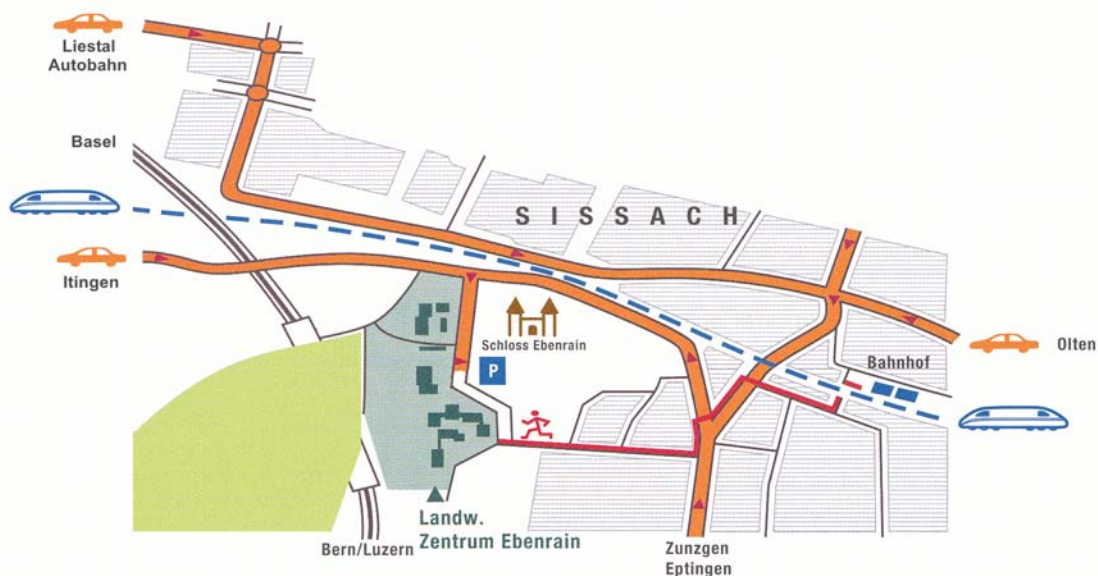 Liestal
Autobahn
Basel
SISSACH
Itingen
Schloss Ebenrain
P
Olten
Bahnhof
Landw.
Zentrum Ebenrain
Bern/Luzern
Zunzgen
Eptingen